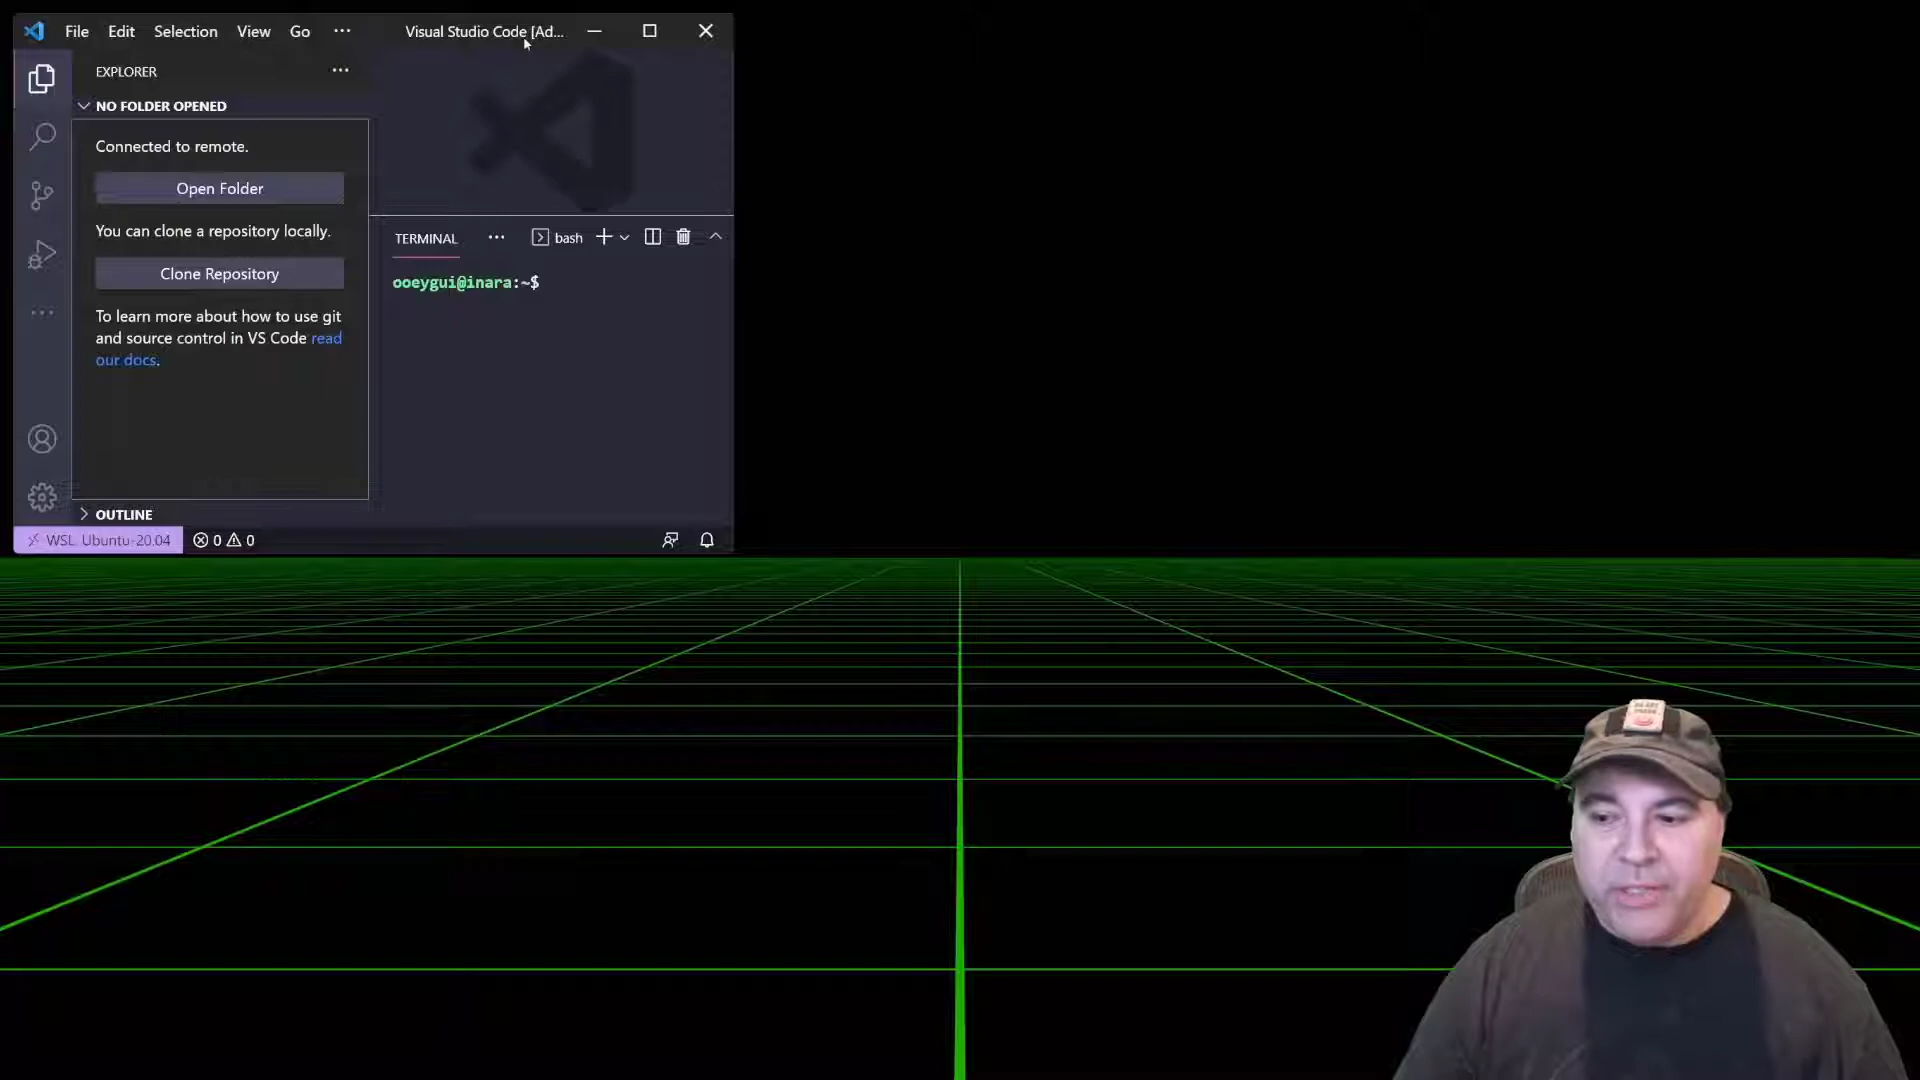 File Edit Selection View Go ··· Visual Studio Code [Ad...
EXPLORER ···
NO FOLDER OPENED
Connected to remote.
Open Folder
You can clone a repository locally.
Clone Repository
To learn more about how to use git
and source control in VS Code read
our docs.
OUTLINE
TERMINAL ··· bash
ooeygui@inara:~$
WSL: Ubuntu-20.04 0 0